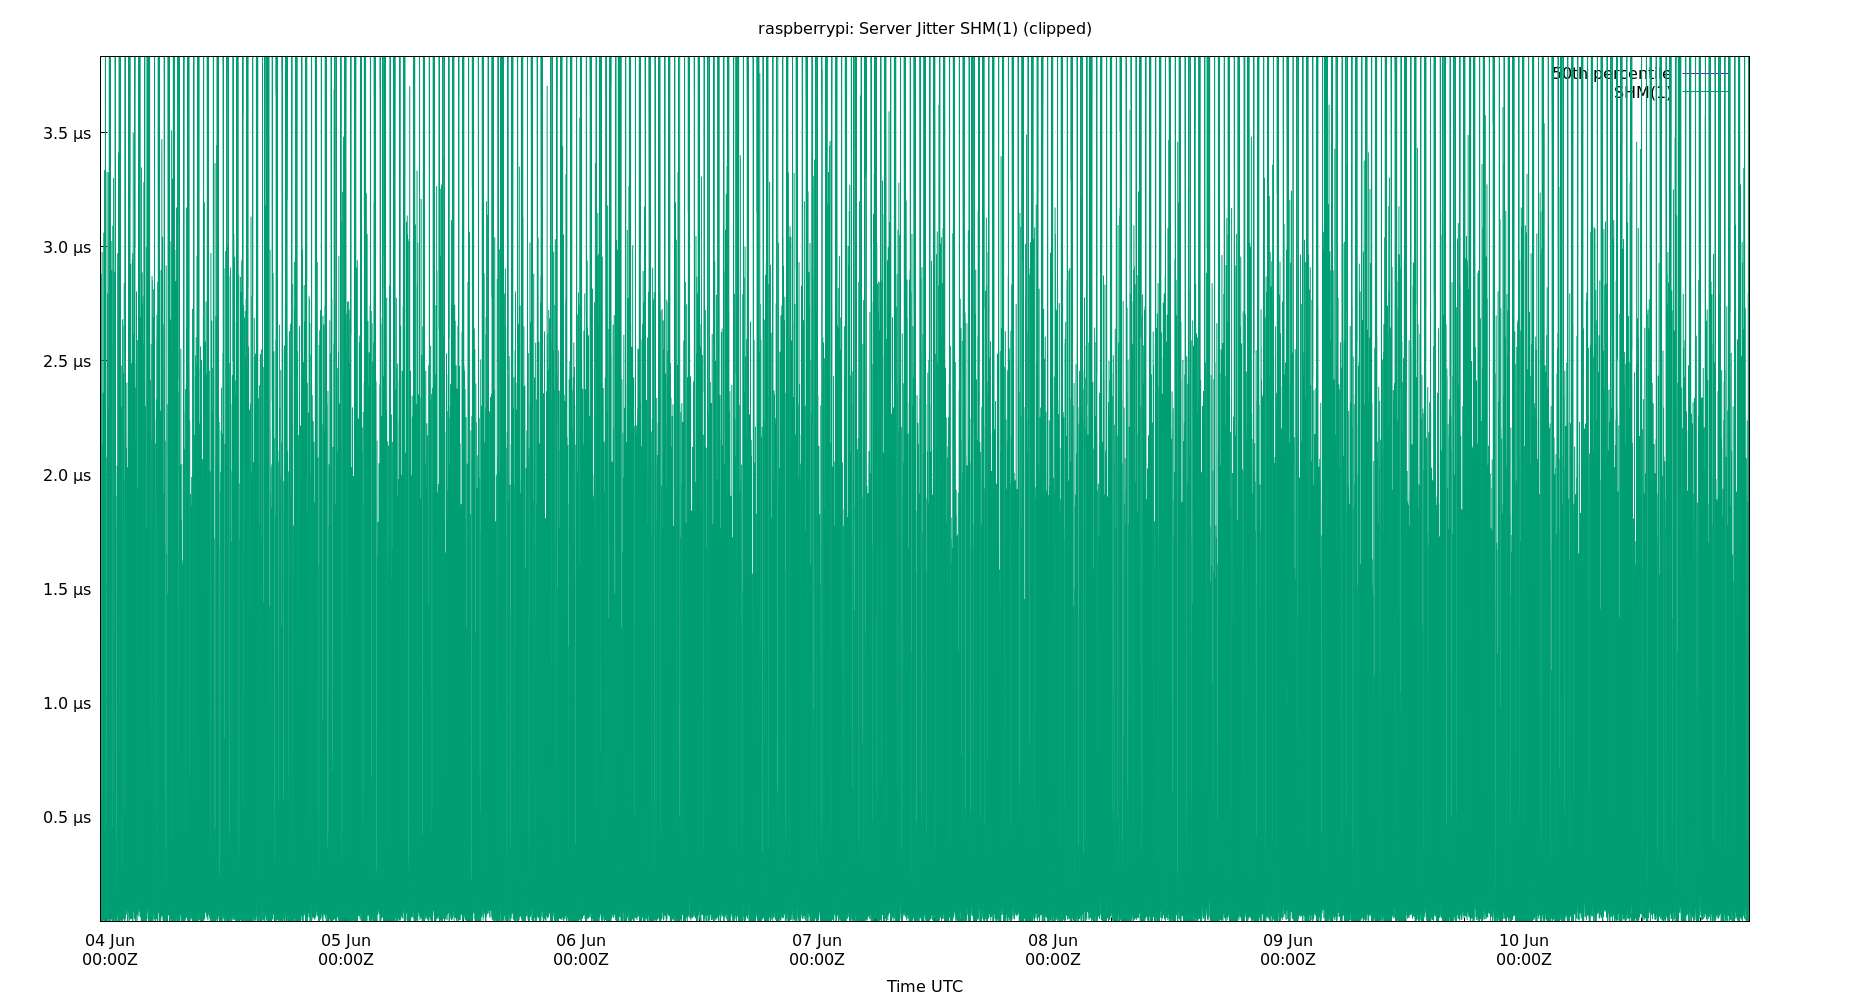 raspberrypi: Server Jitter SHM(1) (clipped)
50th percentile
SHM(1)
3.5 μs
3.0 μs
2.5 μs
2.0 μs
1.5 μs
1.0 μs
0.5 μs
04 Jun 05 Jun 06 Jun 07 Jun 08 Jun 09 Jun 10 Jun
00:00Z 00:00Z 00:00Z 00:00Z 00:00Z 00:00Z 00:00Z
Time UTC